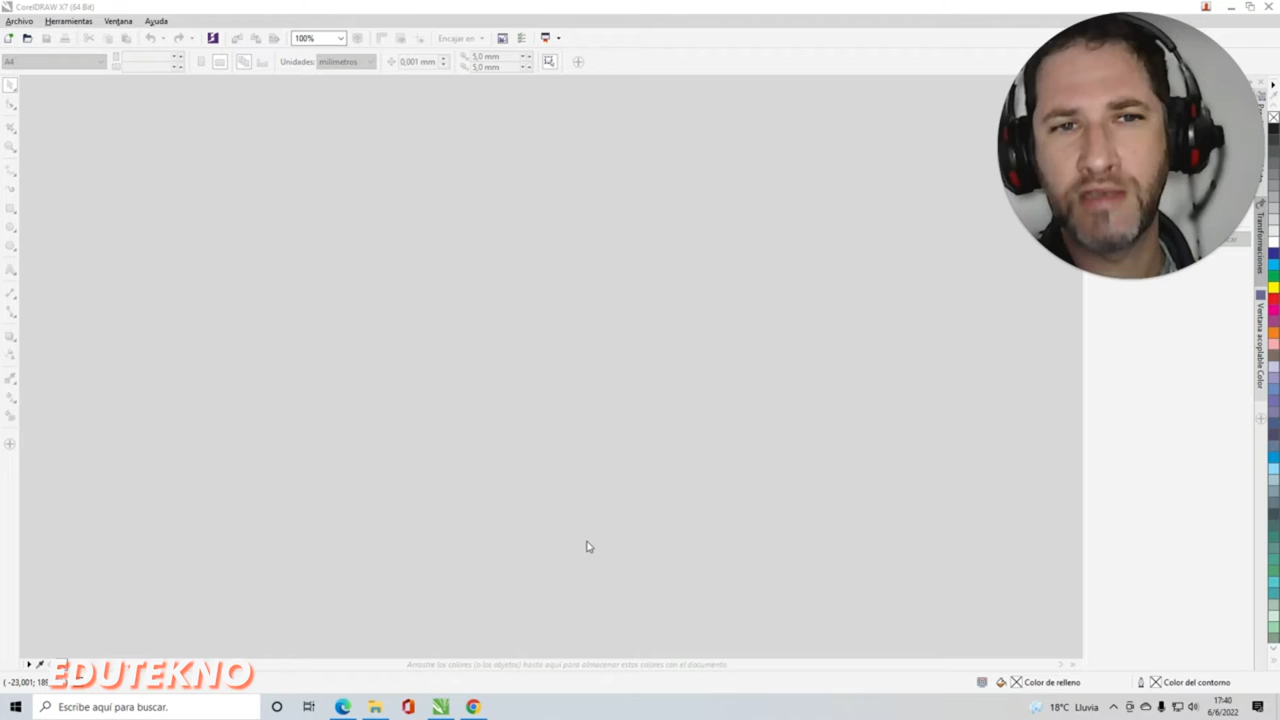 CorelDRAW X7 (64 Bit)
Archivo Herramientas Ventana Ayuda
100% Encajar en
A4 Unidades: milímetros 0,001 mm 5,0 mm
5,0 mm
Transformaciones
Ventana acoplable Color
Arrastre los colores (o los objetos) hasta aquí para almacenar estos colores con el documento
EDUTEKNO
( -23,001; 18 Color de relleno Color del contorno
Escribe aquí para buscar. 18°C Lluvia 17:40
6/6/2022